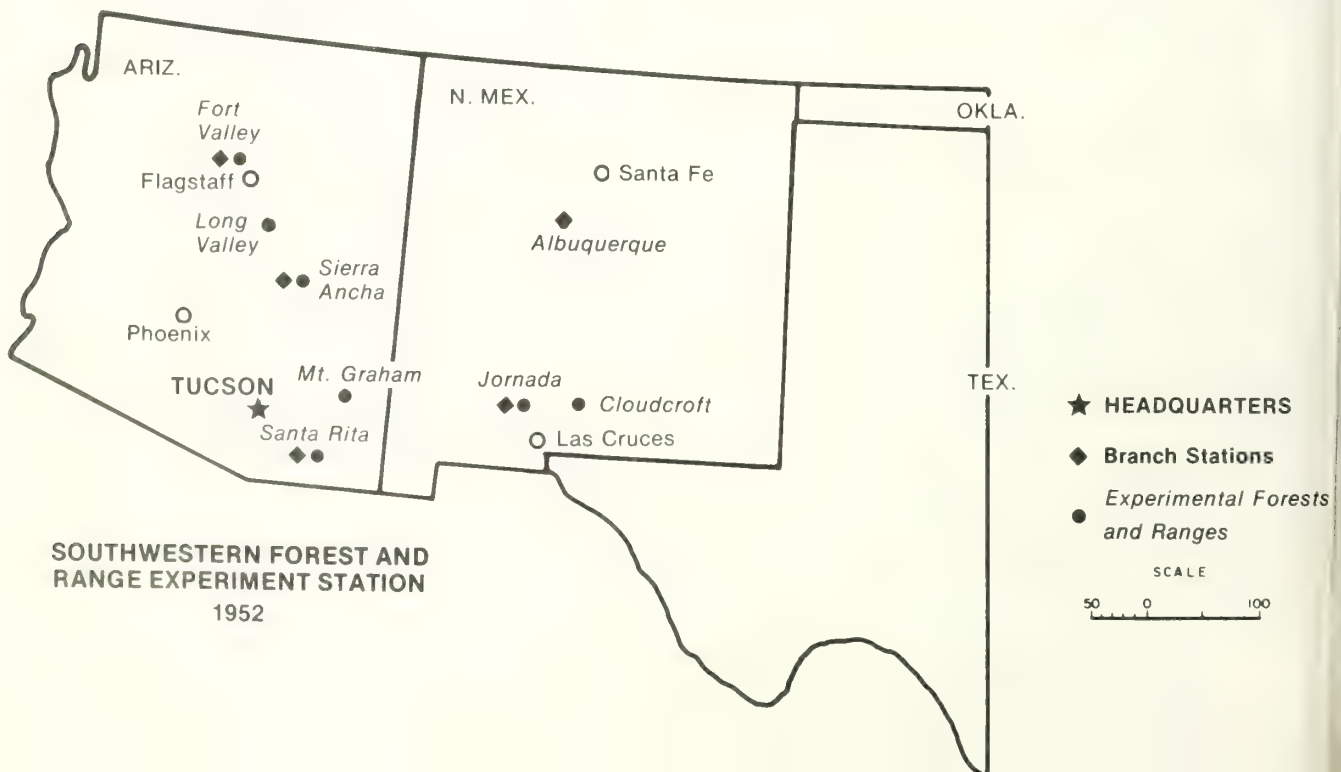 ARIZ.
N. MEX.
OKLA.
Fort
Valley
Flagstaff
Santa Fe
Long
Valley
Albuquerque
Sierra
Ancha
Phoenix
TUCSON
Mt. Graham
Jornada
Cloudcroft
TEX.
Santa Rita
Las Cruces
HEADQUARTERS
Branch Stations
Experimental Forests
and Ranges
SCALE
50 0 100
SOUTHWESTERN FOREST AND
RANGE EXPERIMENT STATION
1952